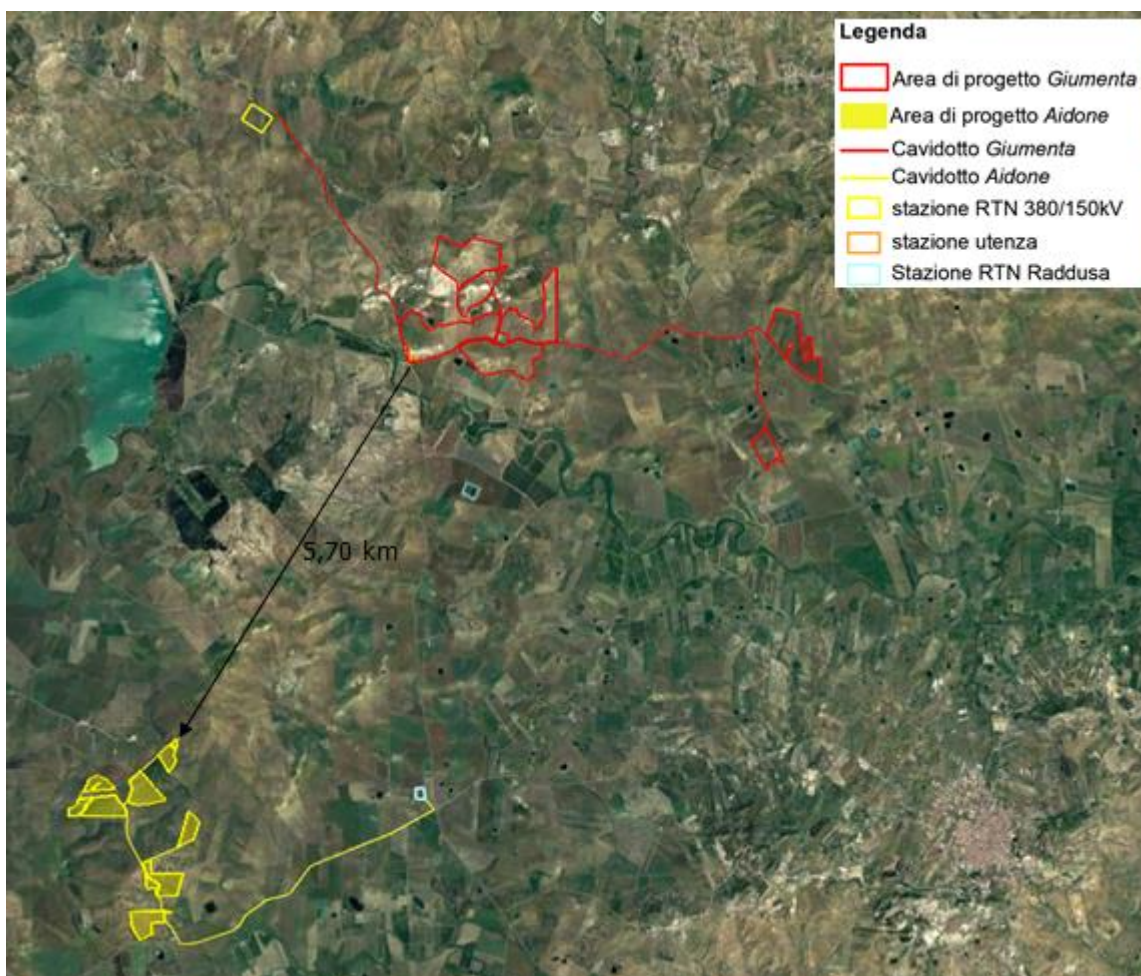 Legenda
Area di progetto Giumenta
Area di progetto Aidone
Cavidotto Giumenta
Cavidotto Aidone
stazione RTN 380/150kV
stazione utenza
Stazione RTN Raddusa
5,70 km